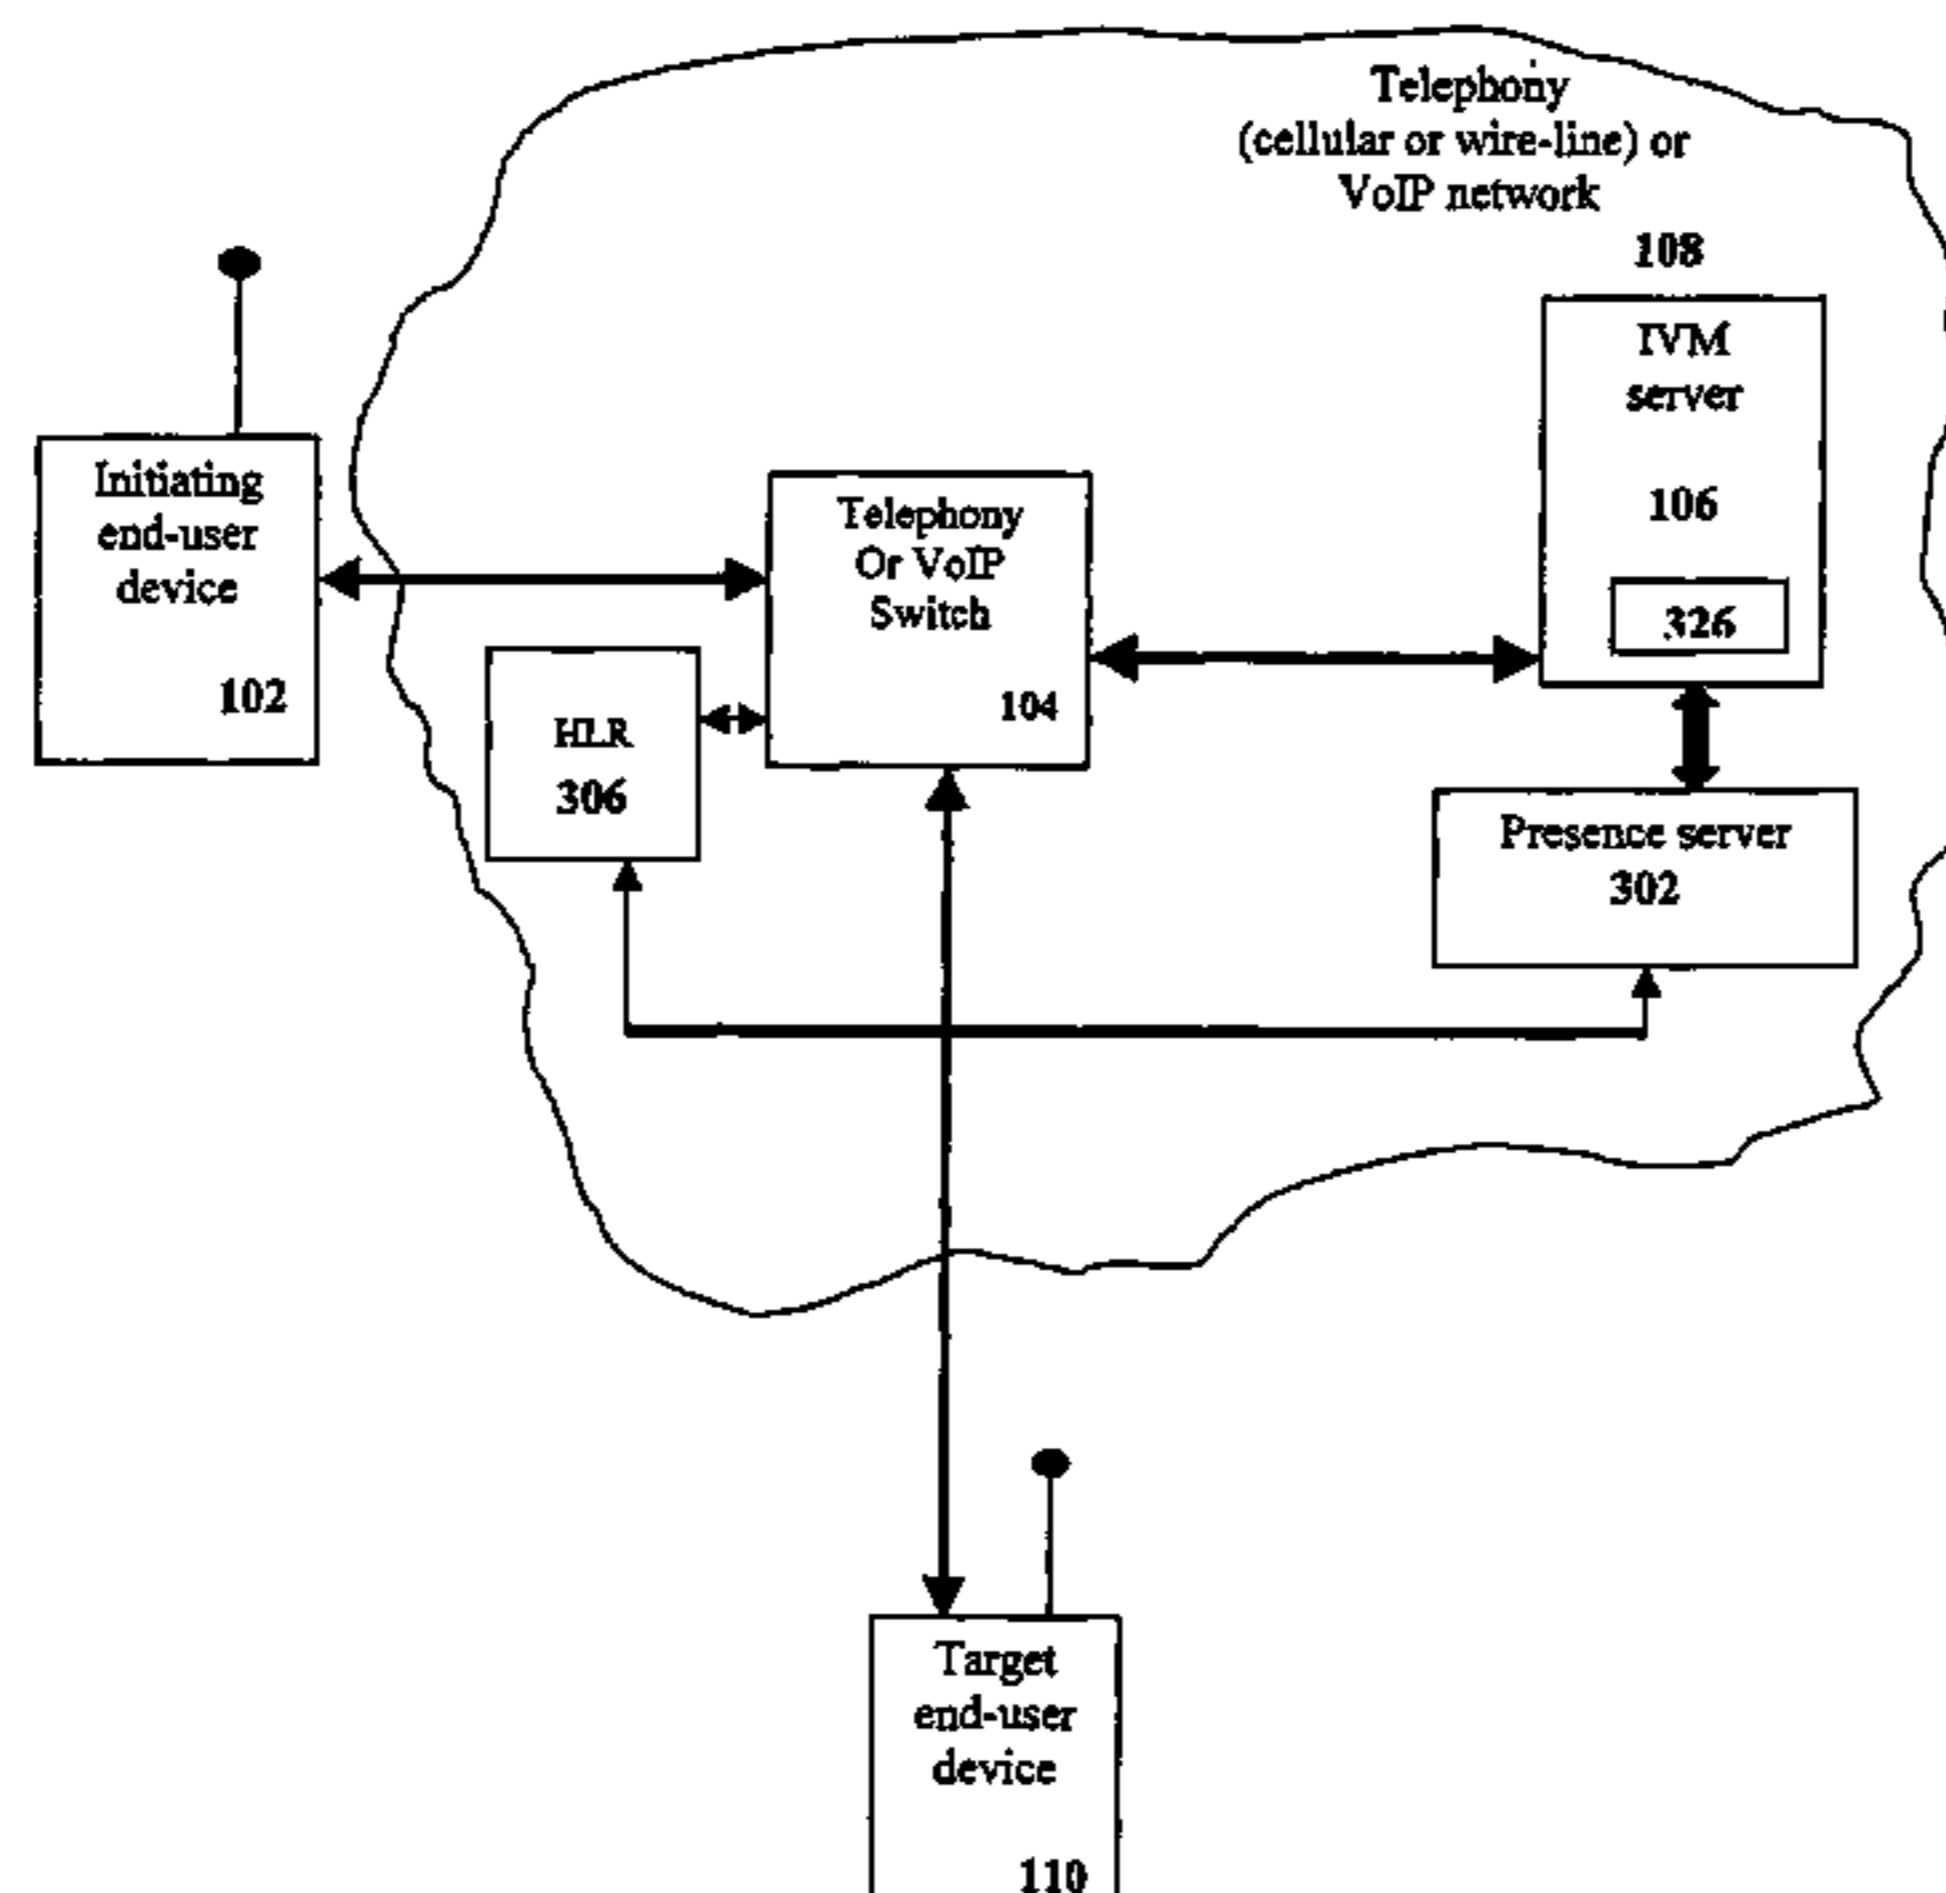 Telephony
(cellular or wire-line) or
VoIP network
108
IVM
server
106
326
Initiating
end-user
device
102
Telephony
Or VoIP
Switch
104
HLR
306
Presence server
302
Target
end-user
device
110